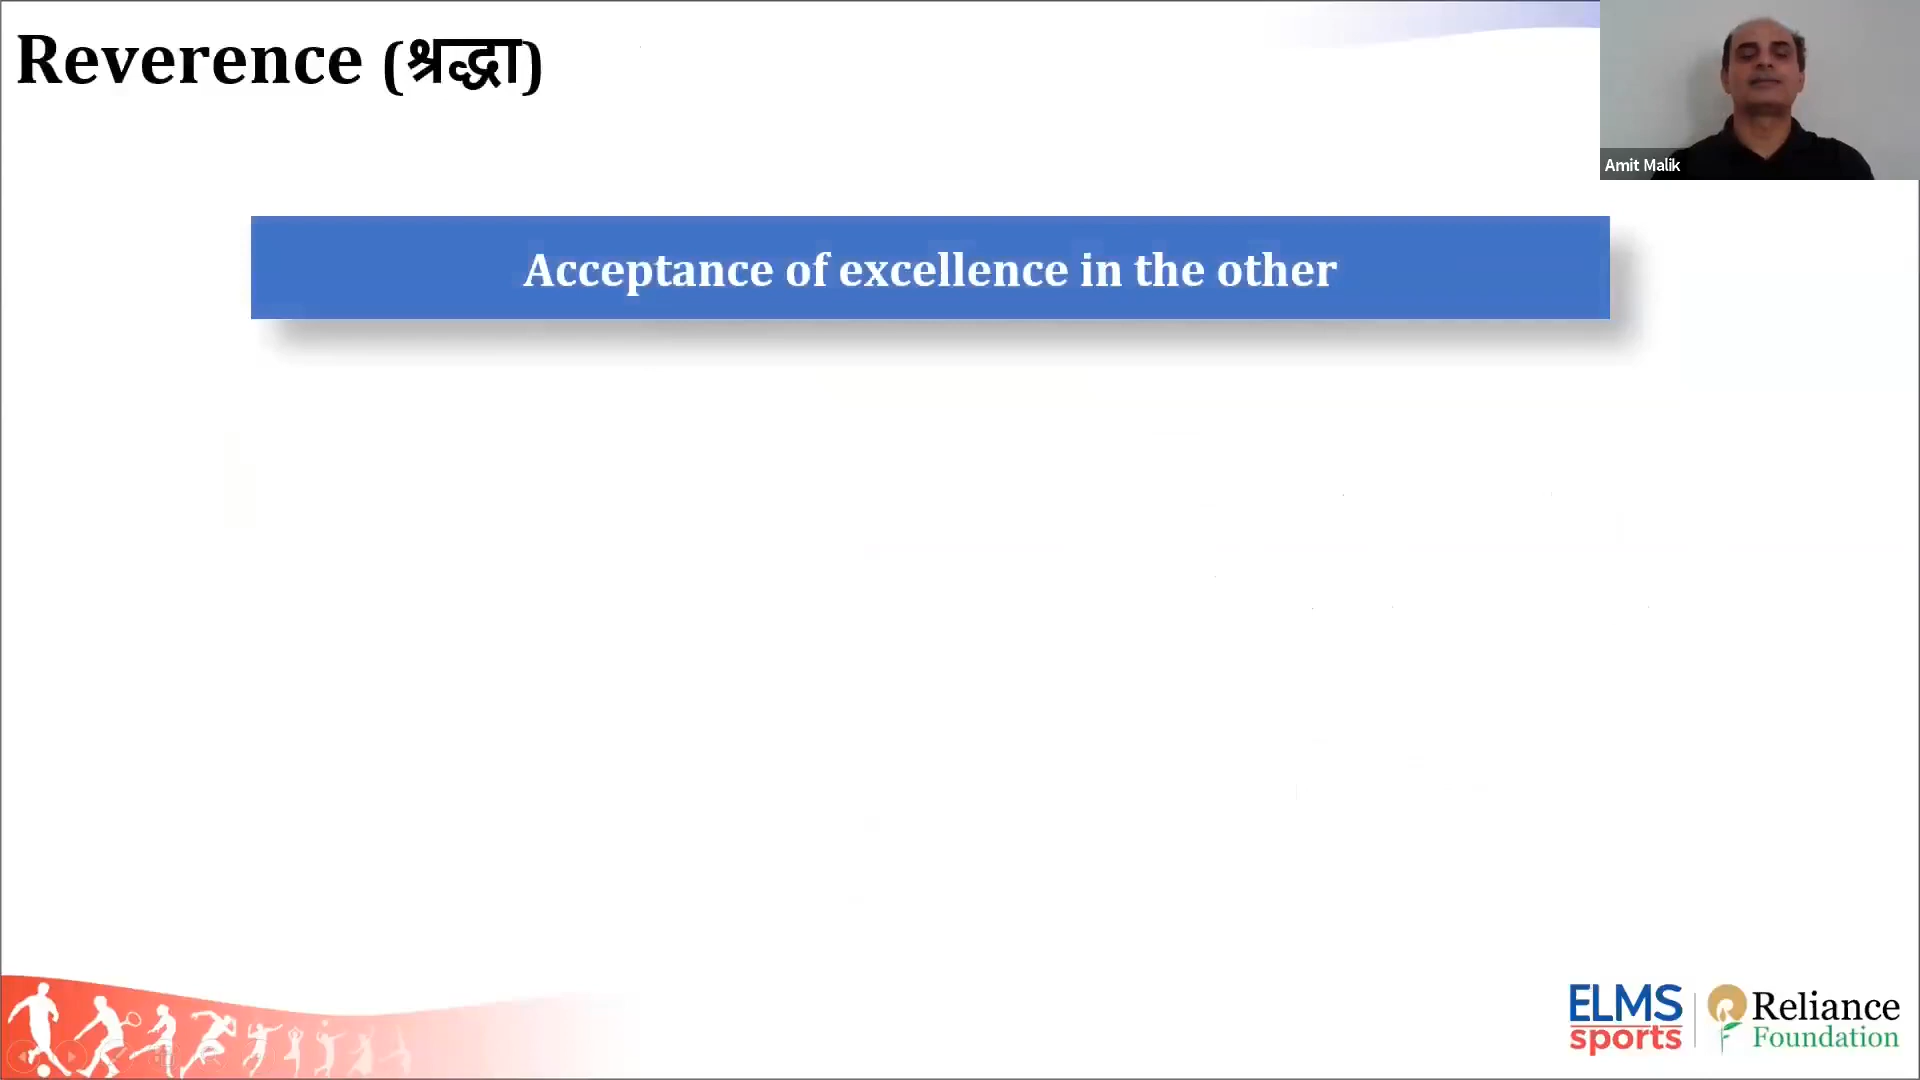 Reverence (श्रद्धा)
Amit Malik
Acceptance of excellence in the other
ELMS
sports
Reliance
Foundation